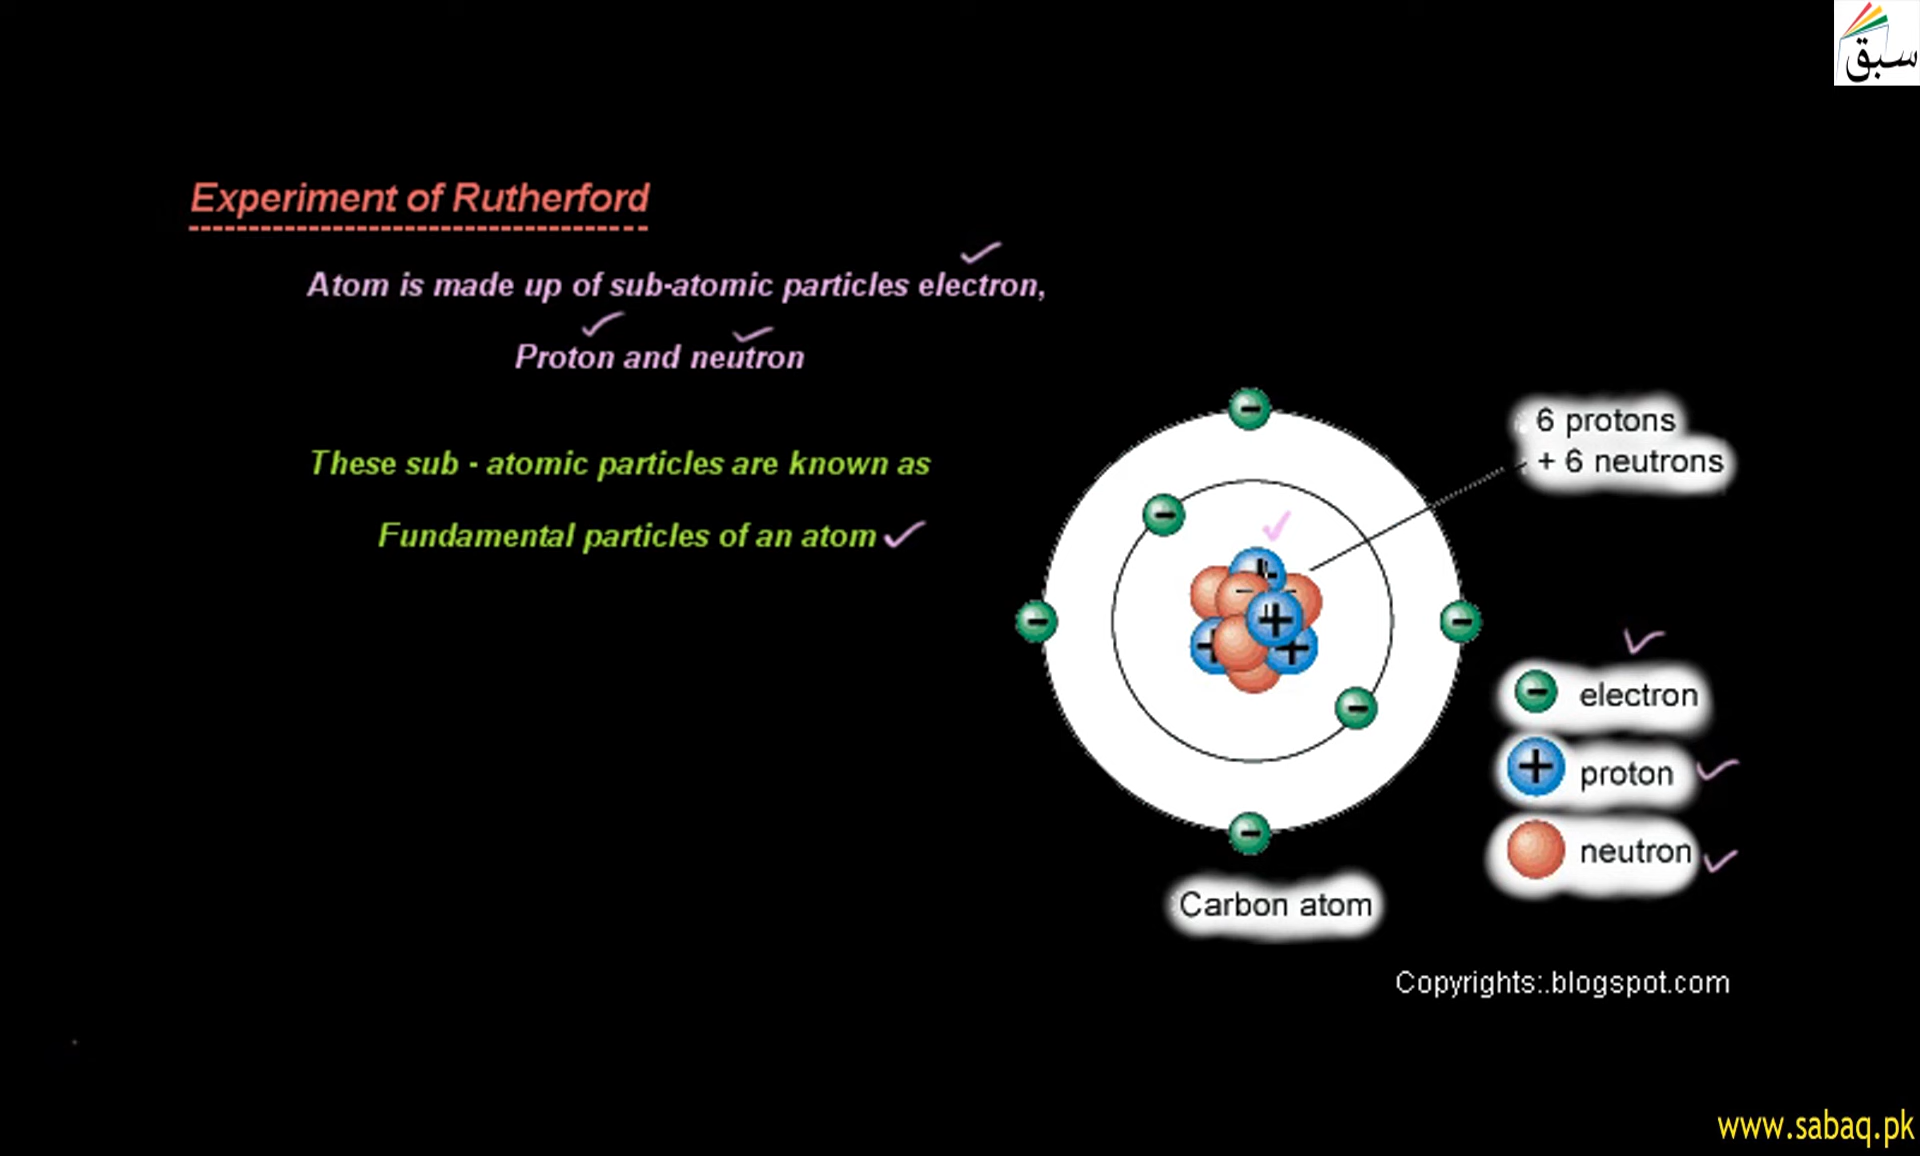 سبق
Experiment of Rutherford
Atom is made up of sub-atomic particles electron,
Proton and neutron
These sub - atomic particles are known as
Fundamental particles of an atom
6 protons
+ 6 neutrons
electron
proton
neutron
Carbon atom
Copyrights:.blogspot.com
www.sabaq.pk